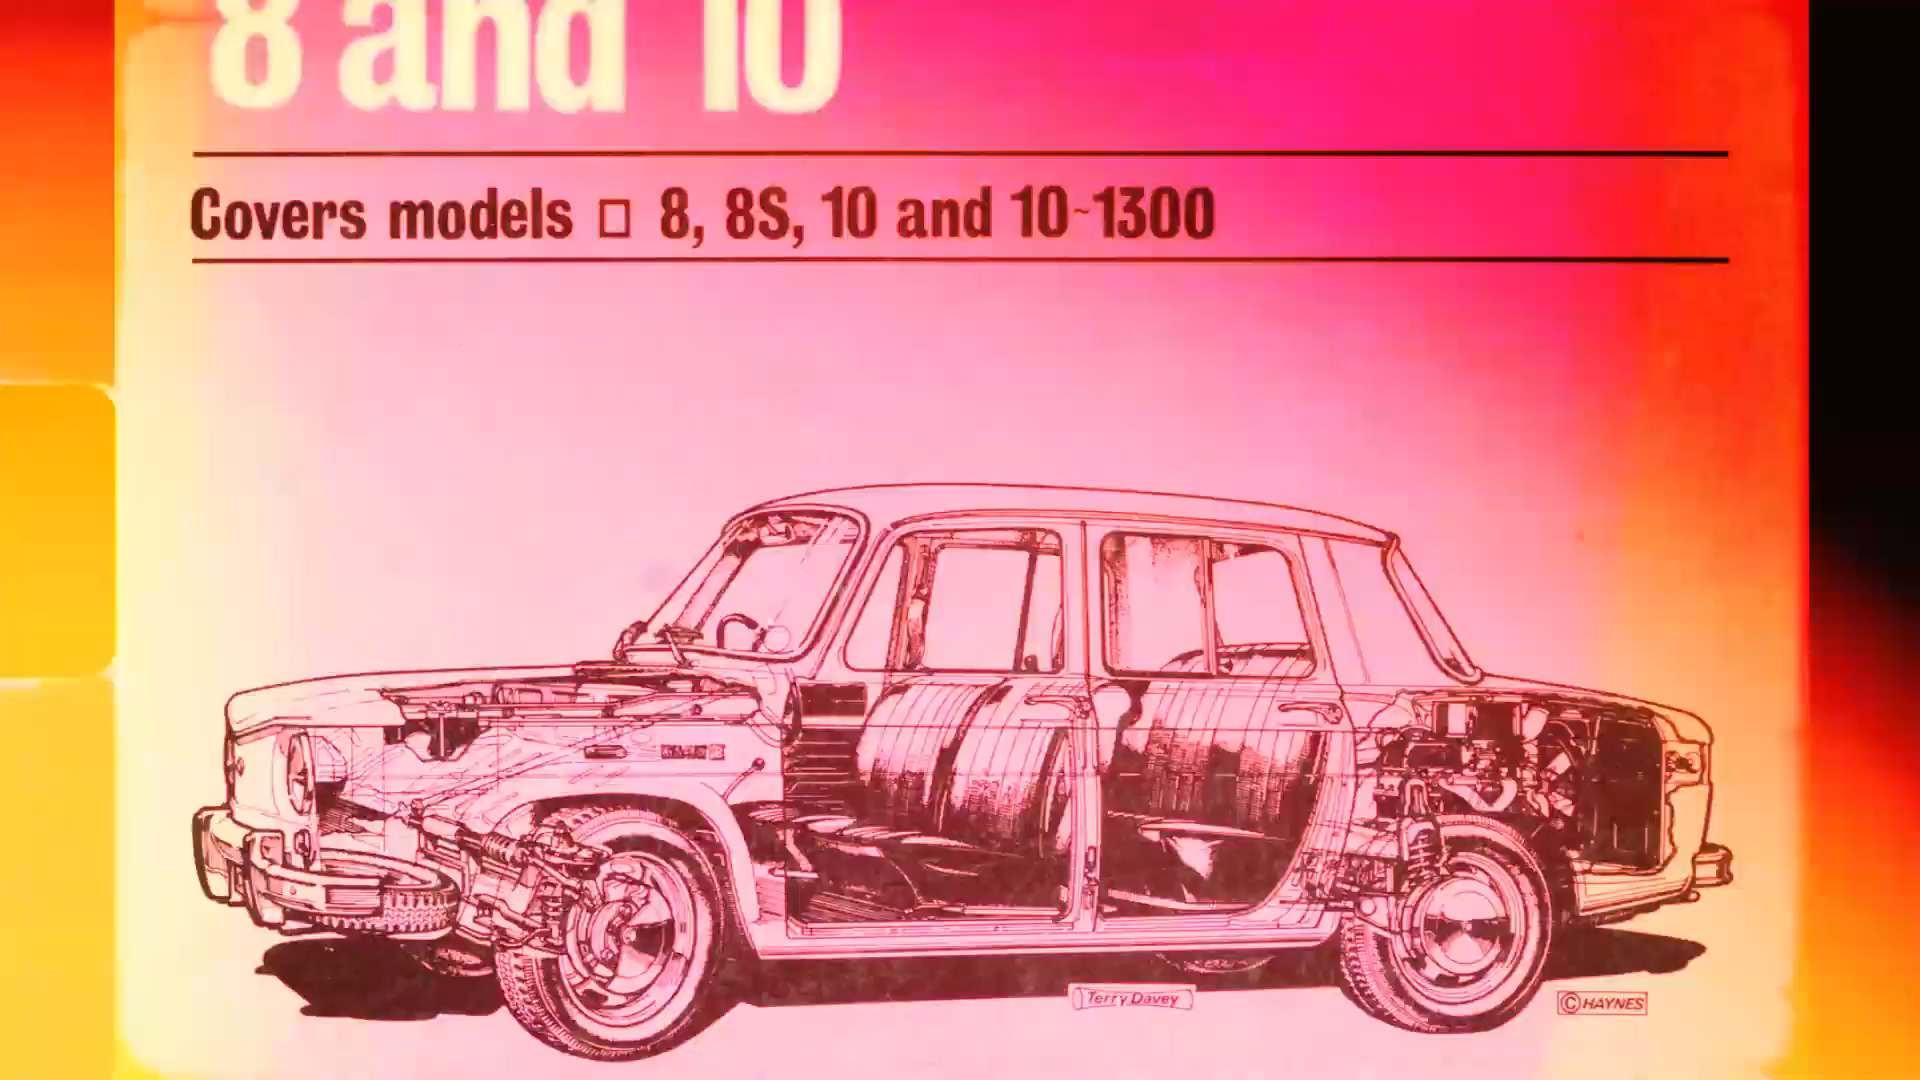 8 and 10
Covers models □ 8, 8S, 10 and 10~1300
Terry Davey
© HAYNES